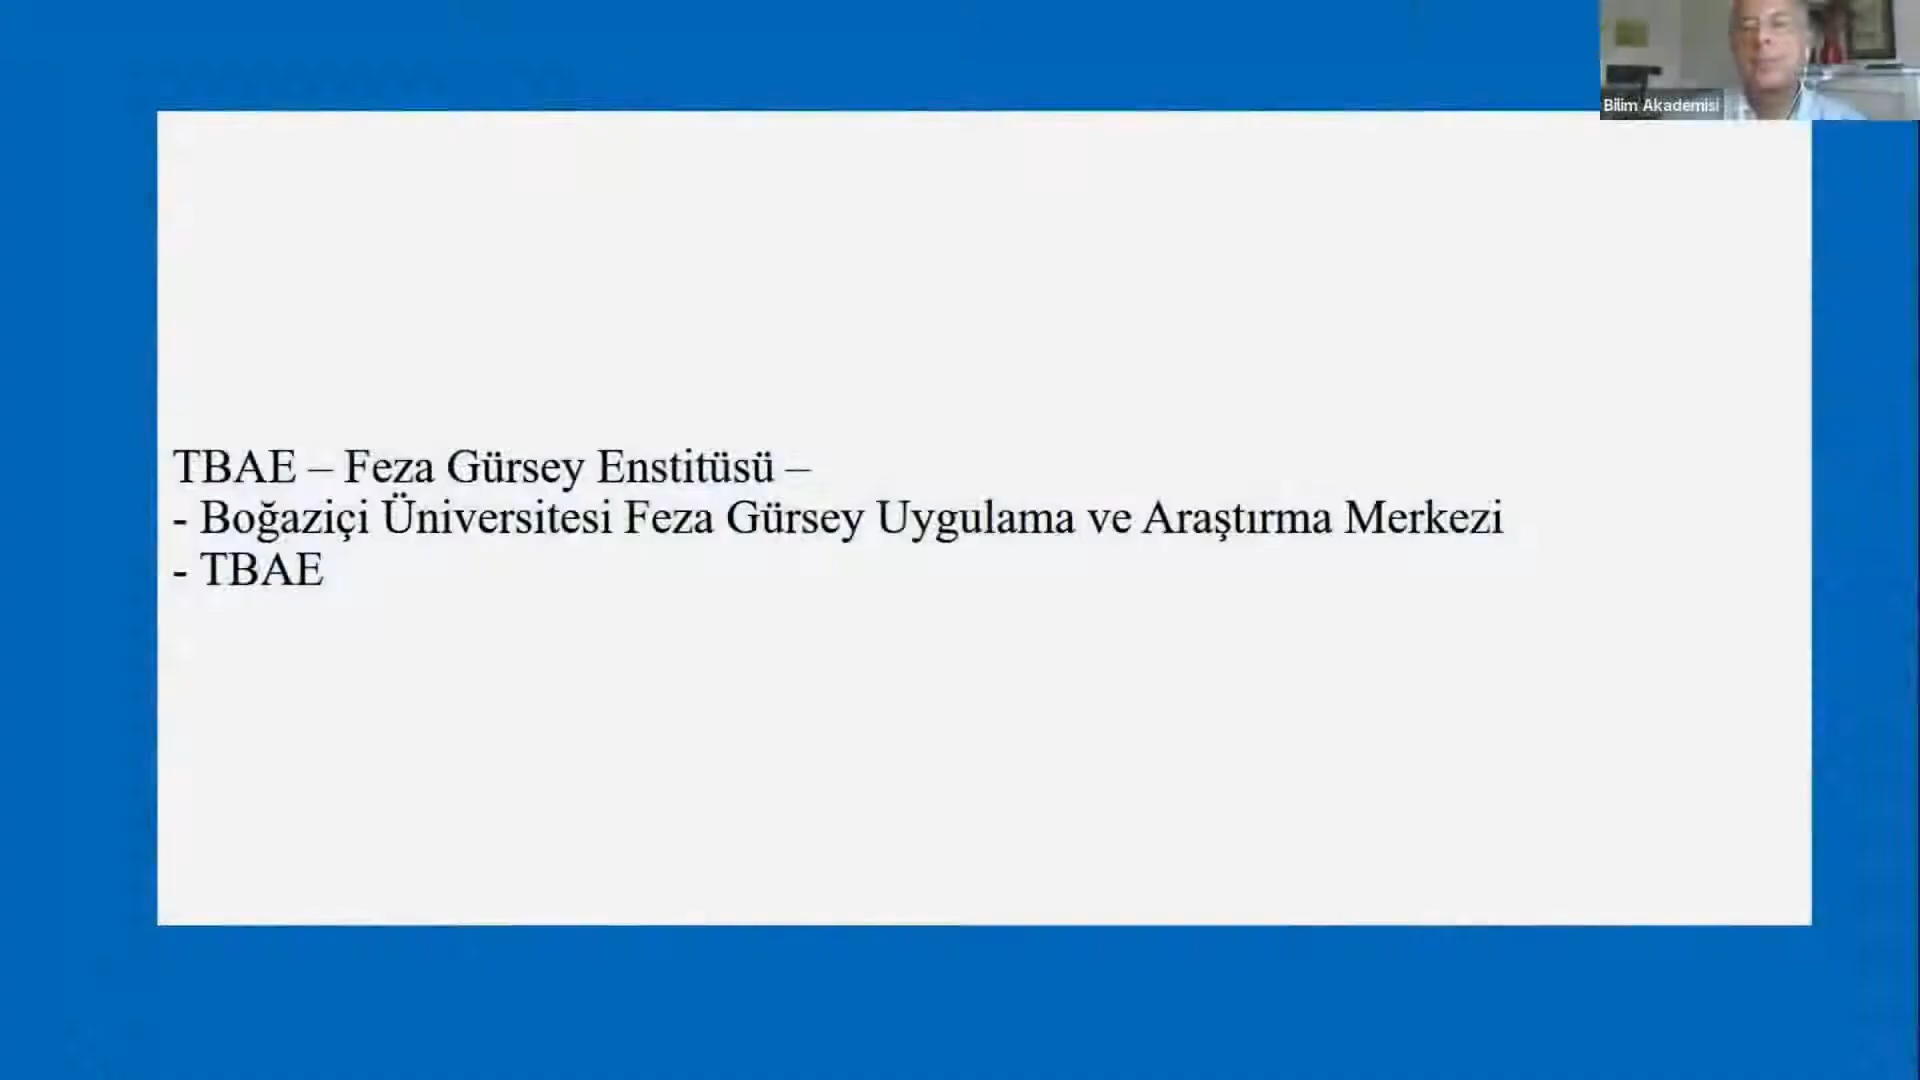 Bilim Akademisi
TBAE – Feza Gürsey Enstitüsü –
- Boğaziçi Üniversitesi Feza Gürsey Uygulama ve Araştırma Merkezi
- TBAE